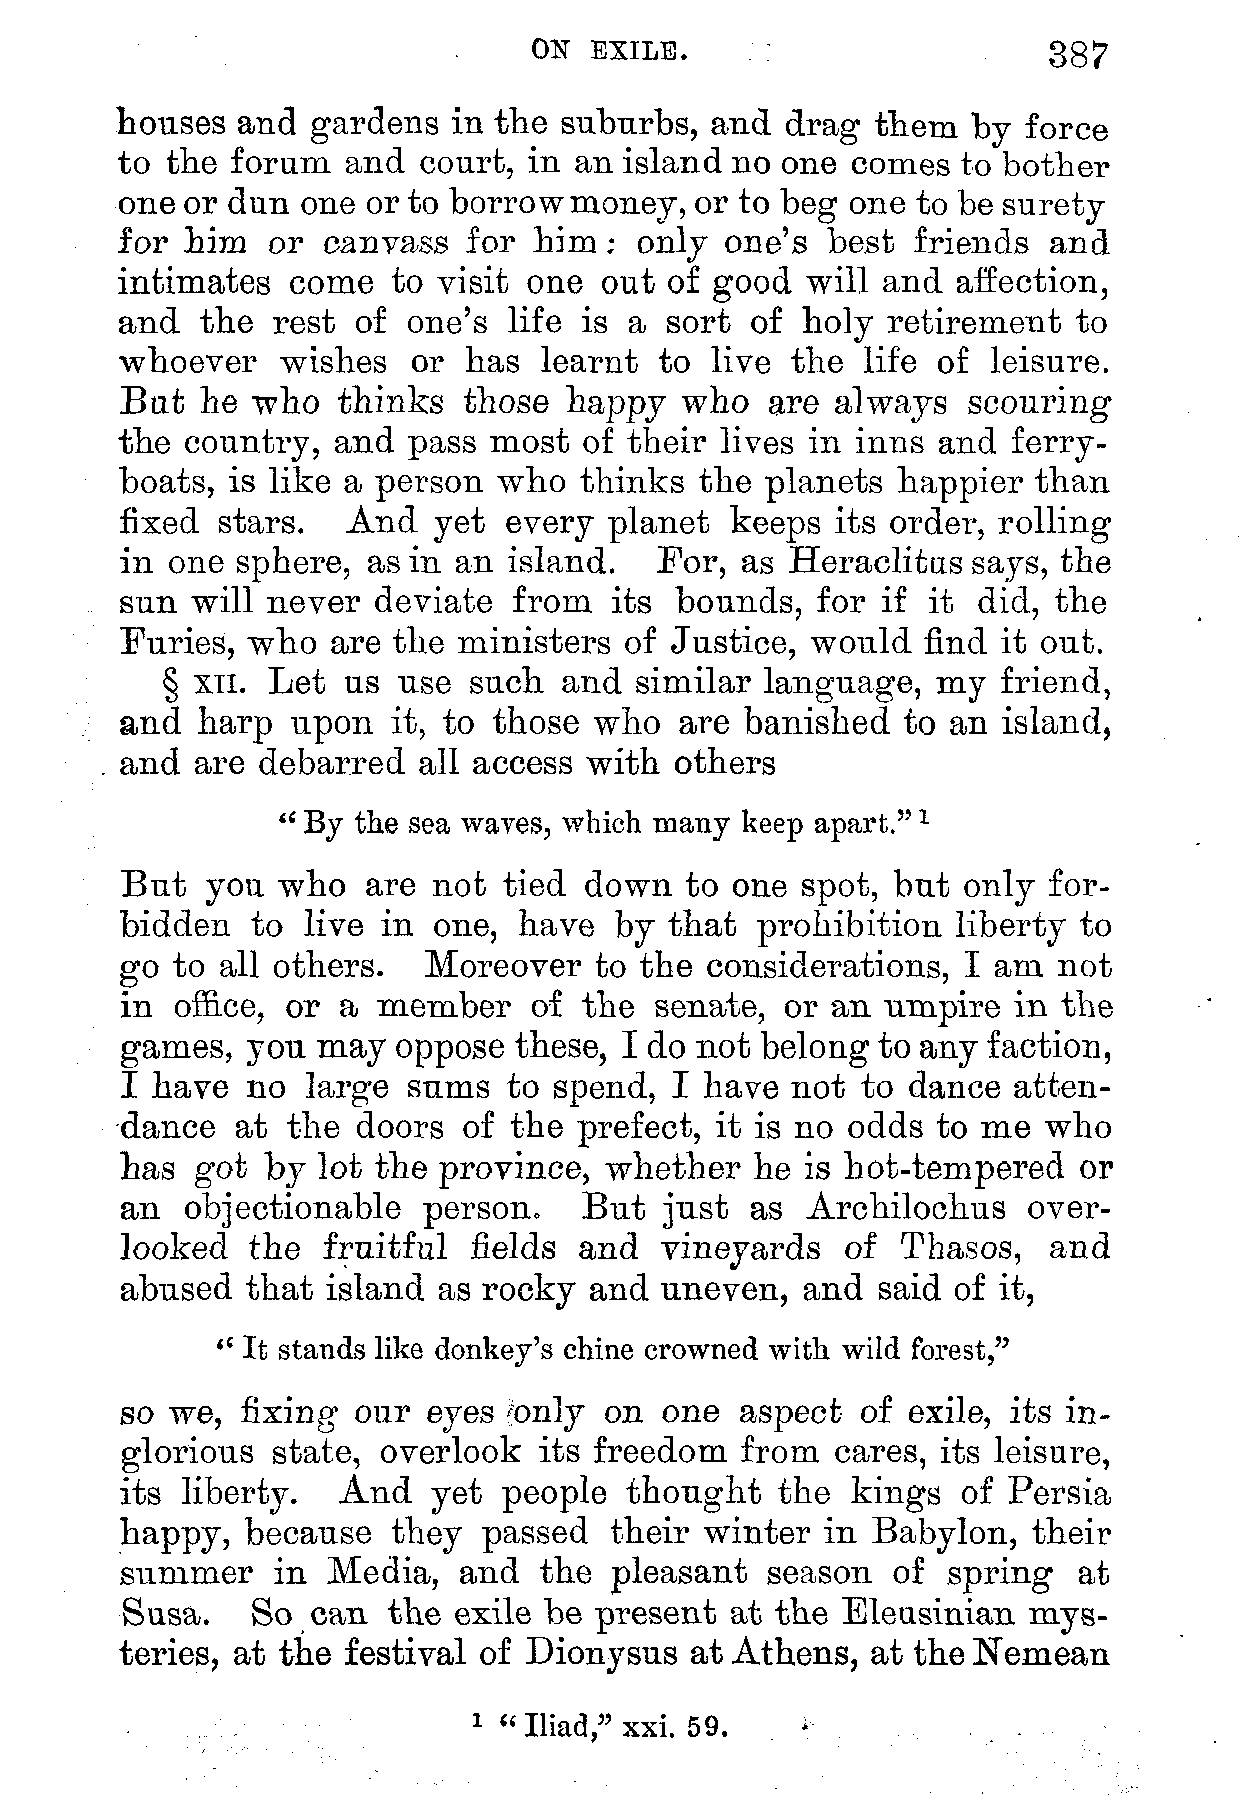 ON EXILE. 387
houses and gardens in the suburbs, and drag them by force
to the forum and court, in an island no one comes to bother
one or dun one or to borrow money, or to beg one to be surety
for him or canvass for him: only one's best friends and
intimates come to visit one out of good will and affection,
and the rest of one's life is a sort of holy retirement to
whoever wishes or has learnt to live the life of leisure.
But he who thinks those happy who are always scouring
the country, and pass most of their lives in inns and ferry-
boats, is like a person who thinks the planets happier than
fixed stars. And yet every planet keeps its order, rolling
in one sphere, as in an island. For, as Heraclitus says, the
sun will never deviate from its bounds, for if it did, the
Furies, who are the ministers of Justice, would find it out.
§ XII. Let us use such and similar language, my friend,
and harp upon it, to those who are banished to an island,
and are debarred all access with others
“By the sea waves, which many keep apart.” 1
But you who are not tied down to one spot, but only for-
bidden to live in one, have by that prohibition liberty to
go to all others. Moreover to the considerations, I am not
in office, or a member of the senate, or an umpire in the
games, you may oppose these, I do not belong to any faction,
I have no large sums to spend, I have not to dance atten-
dance at the doors of the prefect, it is no odds to me who
has got by lot the province, whether he is hot-tempered or
an objectionable person. But just as Archilochus over-
looked the fruitful fields and vineyards of Thasos, and
abused that island as rocky and uneven, and said of it,
“It stands like donkey's chine crowned with wild forest,”
so we, fixing our eyes only on one aspect of exile, its in-
glorious state, overlook its freedom from cares, its leisure,
its liberty. And yet people thought the kings of Persia
happy, because they passed their winter in Babylon, their
summer in Media, and the pleasant season of spring at
Susa. So can the exile be present at the Eleusinian mys-
teries, at the festival of Dionysus at Athens, at the Nemean
1 “Iliad,” xxi. 59.